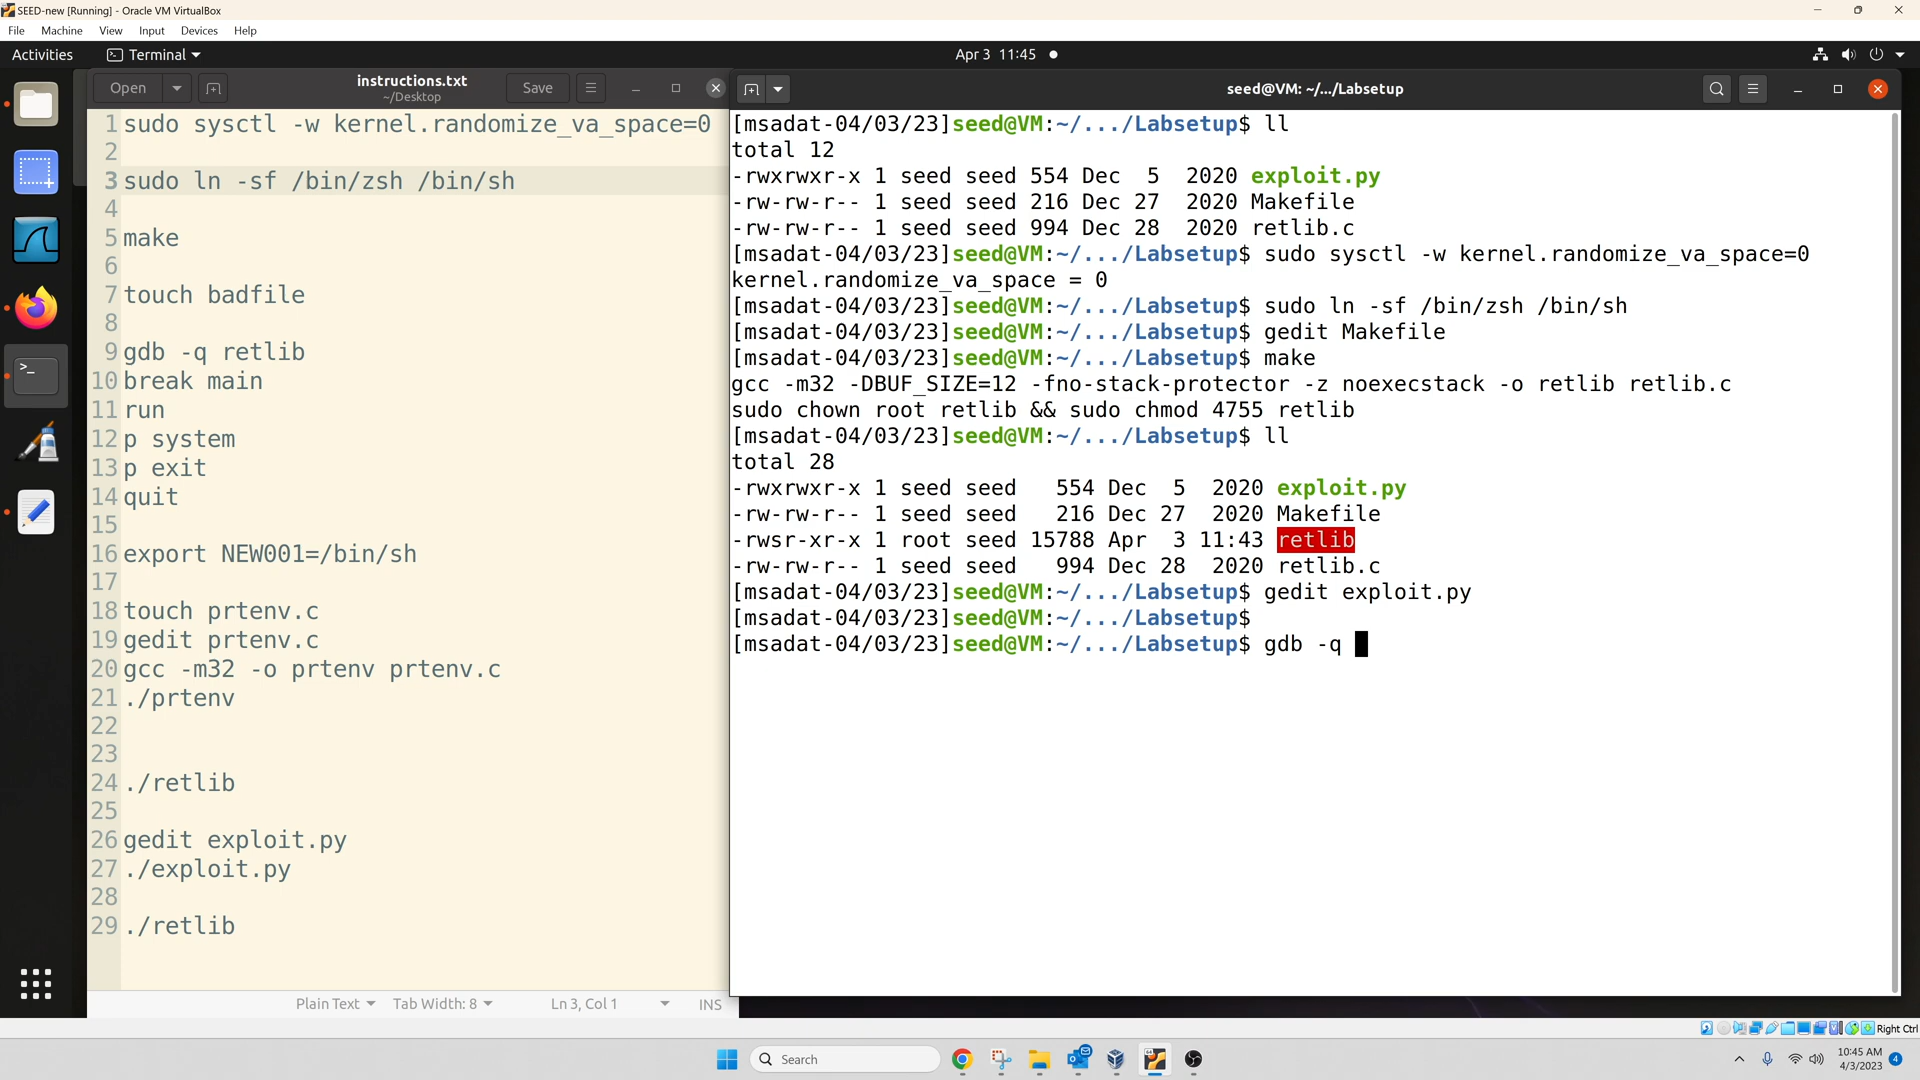 SEED-new [Running] - Oracle VM VirtualBox
File Machine View Input Devices Help
Activities Terminal Apr 3 11:45
Open instructions.txt Save
~/Desktop
1 sudo sysctl -w kernel.randomize_va_space=0
2
3 sudo ln -sf /bin/zsh /bin/sh
4
5 make
6
7 touch badfile
8
9 gdb -q retlib
10 break main
11 run
12 p system
13 p exit
14 quit
15
16 export NEW001=/bin/sh
17
18 touch prtenv.c
19 gedit prtenv.c
20 gcc -m32 -o prtenv prtenv.c
21 ./prtenv
22
23
24 ./retlib
25
26 gedit exploit.py
27 ./exploit.py
28
29 ./retlib
Plain Text Tab Width: 8 Ln 3, Col 1 INS
seed@VM: ~/.../Labsetup
[msadat-04/03/23]seed@VM:~/.../Labsetup$ ll
total 12
-rwxrwxr-x 1 seed seed 554 Dec  5  2020 exploit.py
-rw-rw-r-- 1 seed seed 216 Dec 27  2020 Makefile
-rw-rw-r-- 1 seed seed 994 Dec 28  2020 retlib.c
[msadat-04/03/23]seed@VM:~/.../Labsetup$ sudo sysctl -w kernel.randomize_va_space=0
kernel.randomize_va_space = 0
[msadat-04/03/23]seed@VM:~/.../Labsetup$ sudo ln -sf /bin/zsh /bin/sh
[msadat-04/03/23]seed@VM:~/.../Labsetup$ gedit Makefile
[msadat-04/03/23]seed@VM:~/.../Labsetup$ make
gcc -m32 -DBUF_SIZE=12 -fno-stack-protector -z noexecstack -o retlib retlib.c
sudo chown root retlib && sudo chmod 4755 retlib
[msadat-04/03/23]seed@VM:~/.../Labsetup$ ll
total 28
-rwxrwxr-x 1 seed seed   554 Dec  5  2020 exploit.py
-rw-rw-r-- 1 seed seed   216 Dec 27  2020 Makefile
-rwsr-xr-x 1 root seed 15788 Apr  3 11:43 retlib
-rw-rw-r-- 1 seed seed   994 Dec 28  2020 retlib.c
[msadat-04/03/23]seed@VM:~/.../Labsetup$ gedit exploit.py
[msadat-04/03/23]seed@VM:~/.../Labsetup$
[msadat-04/03/23]seed@VM:~/.../Labsetup$ gdb -q
Right Ctrl
Search
10:45 AM
4/3/2023
4